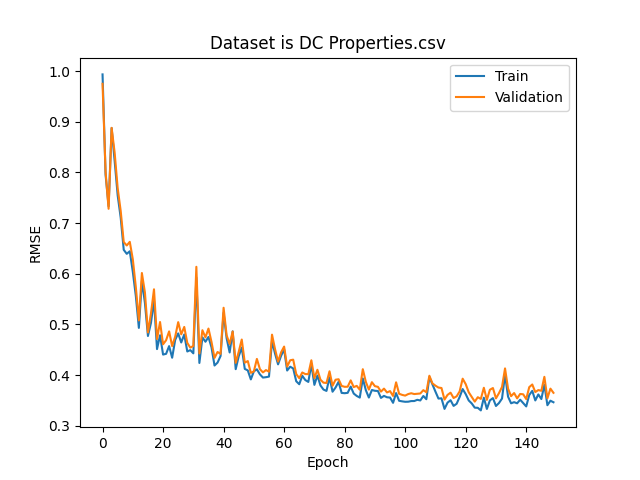 Dataset is DC Properties.csv
Train
Validation
RMSE
1.0
0.9
0.8
0.7
0.6
0.5
0.4
0.3
0 20 40 60 80 100 120 140
Epoch